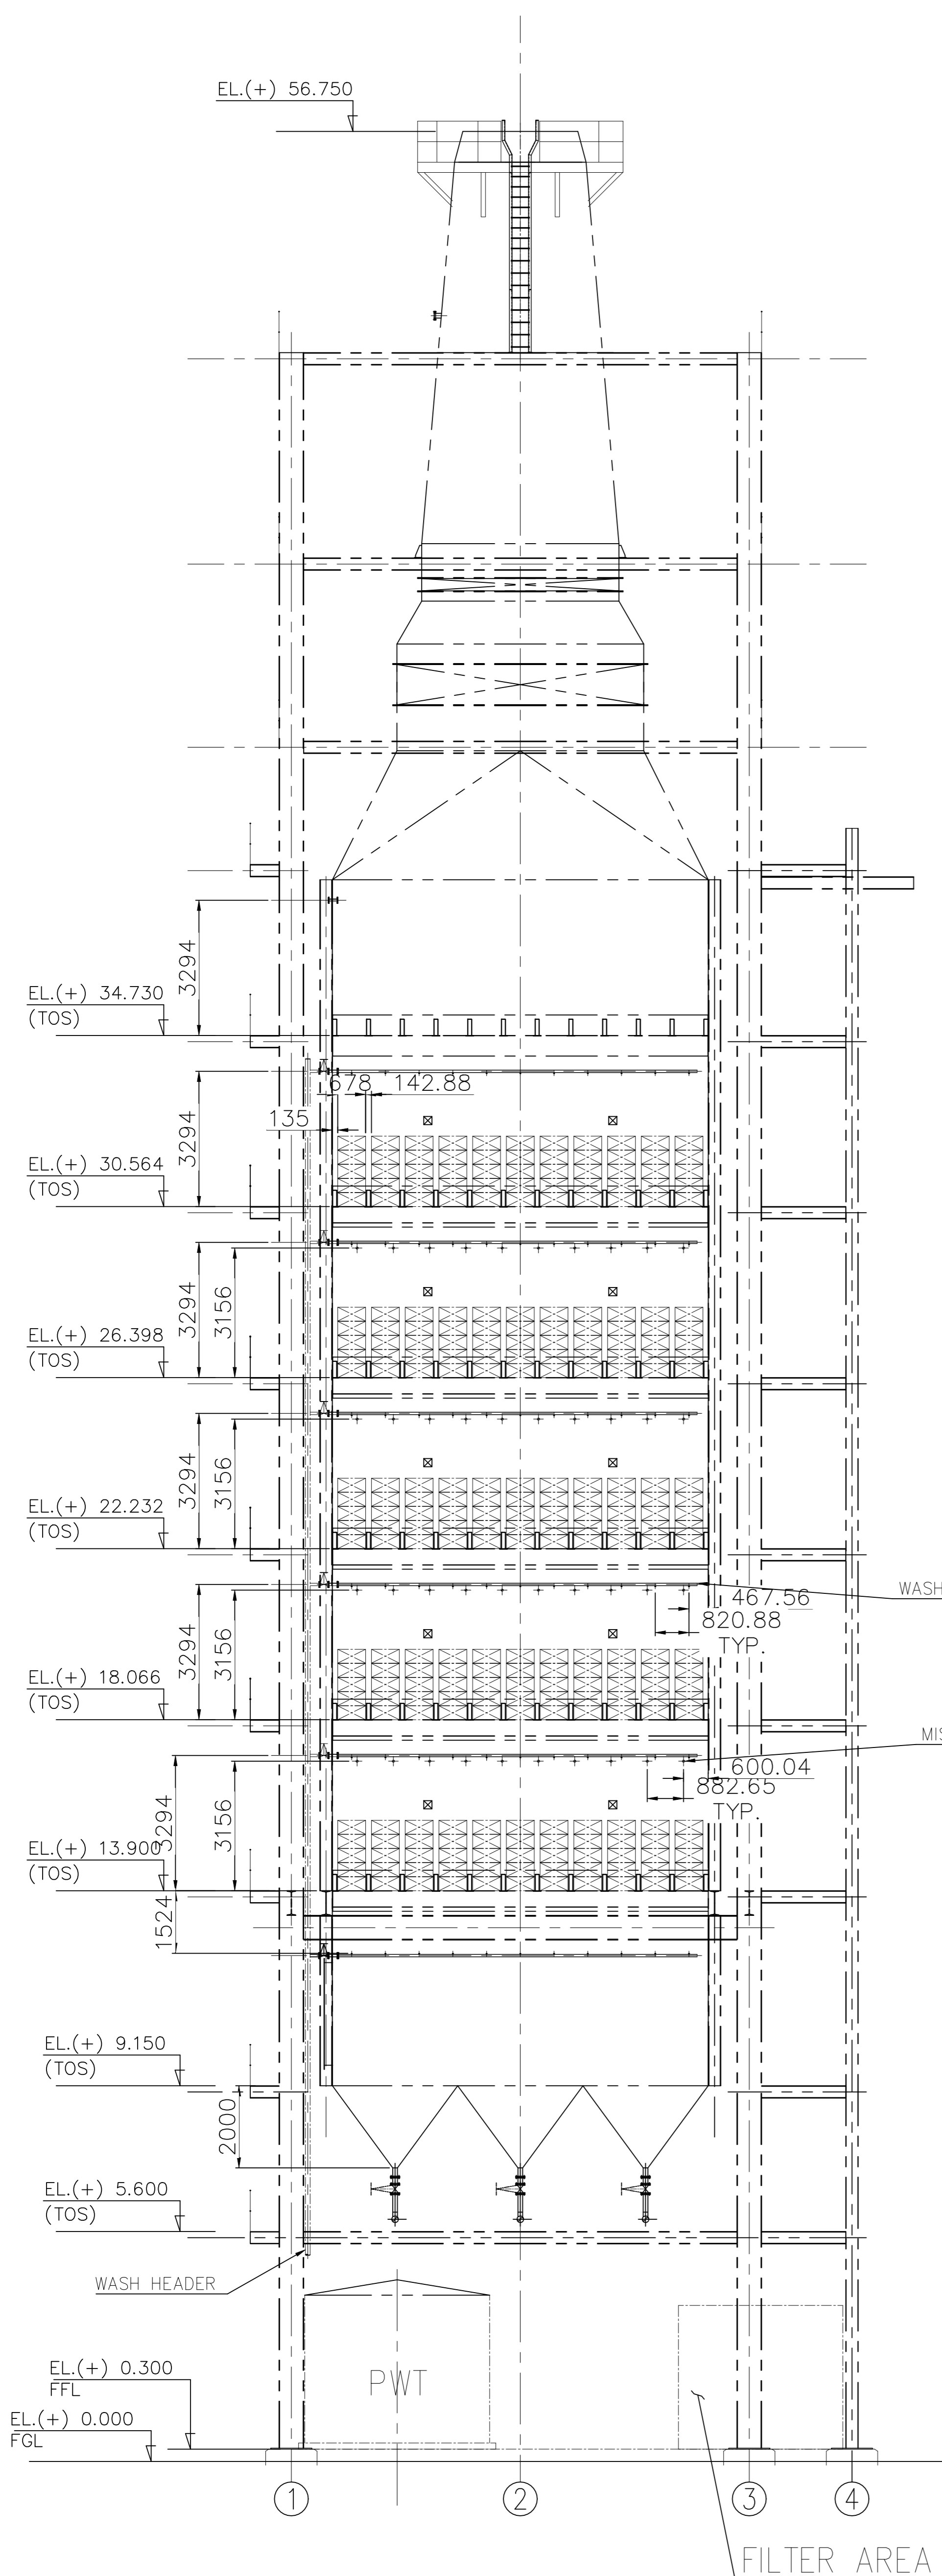 EL.(+) 56.750
3294
EL.(+) 34.730
(TOS)
678 142.88
135
3294
EL.(+) 30.564
(TOS)
3294
3156
EL.(+) 26.398
(TOS)
3294
3156
EL.(+) 22.232
(TOS)
WASH
467.56
820.88
TYP.
3294
3156
EL.(+) 18.066
(TOS)
MIS
600.04
882.65
TYP.
3294
3156
EL.(+) 13.900
(TOS)
1524
EL.(+) 9.150
(TOS)
2000
EL.(+) 5.600
(TOS)
WASH HEADER
PWT
EL.(+) 0.300
FFL
EL.(+) 0.000
FGL
1 2 3 4
FILTER AREA